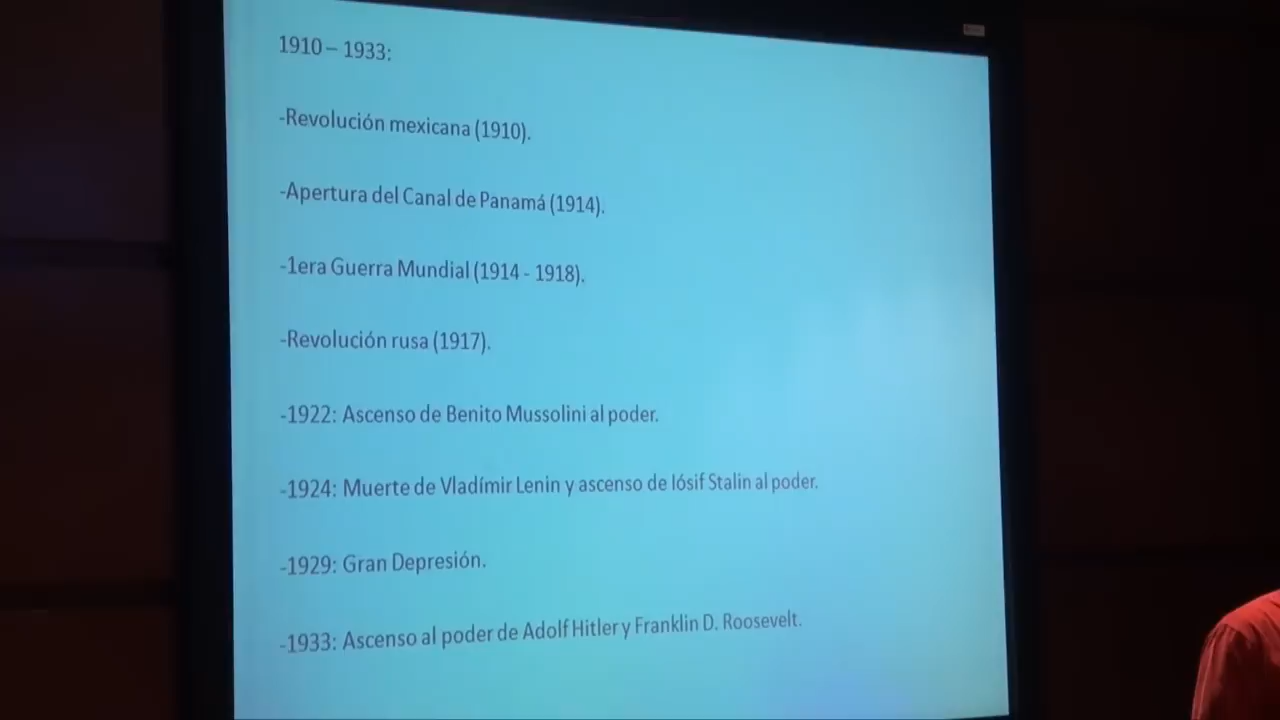 1910 – 1933:
-Revolución mexicana (1910).
-Apertura del Canal de Panamá (1914).
-1era Guerra Mundial (1914 - 1918).
-Revolución rusa (1917).
-1922: Ascenso de Benito Mussolini al poder.
-1924: Muerte de Vladímir Lenin y ascenso de Iósif Stalin al poder.
-1929: Gran Depresión.
-1933: Ascenso al poder de Adolf Hitler y Franklin D. Roosevelt.